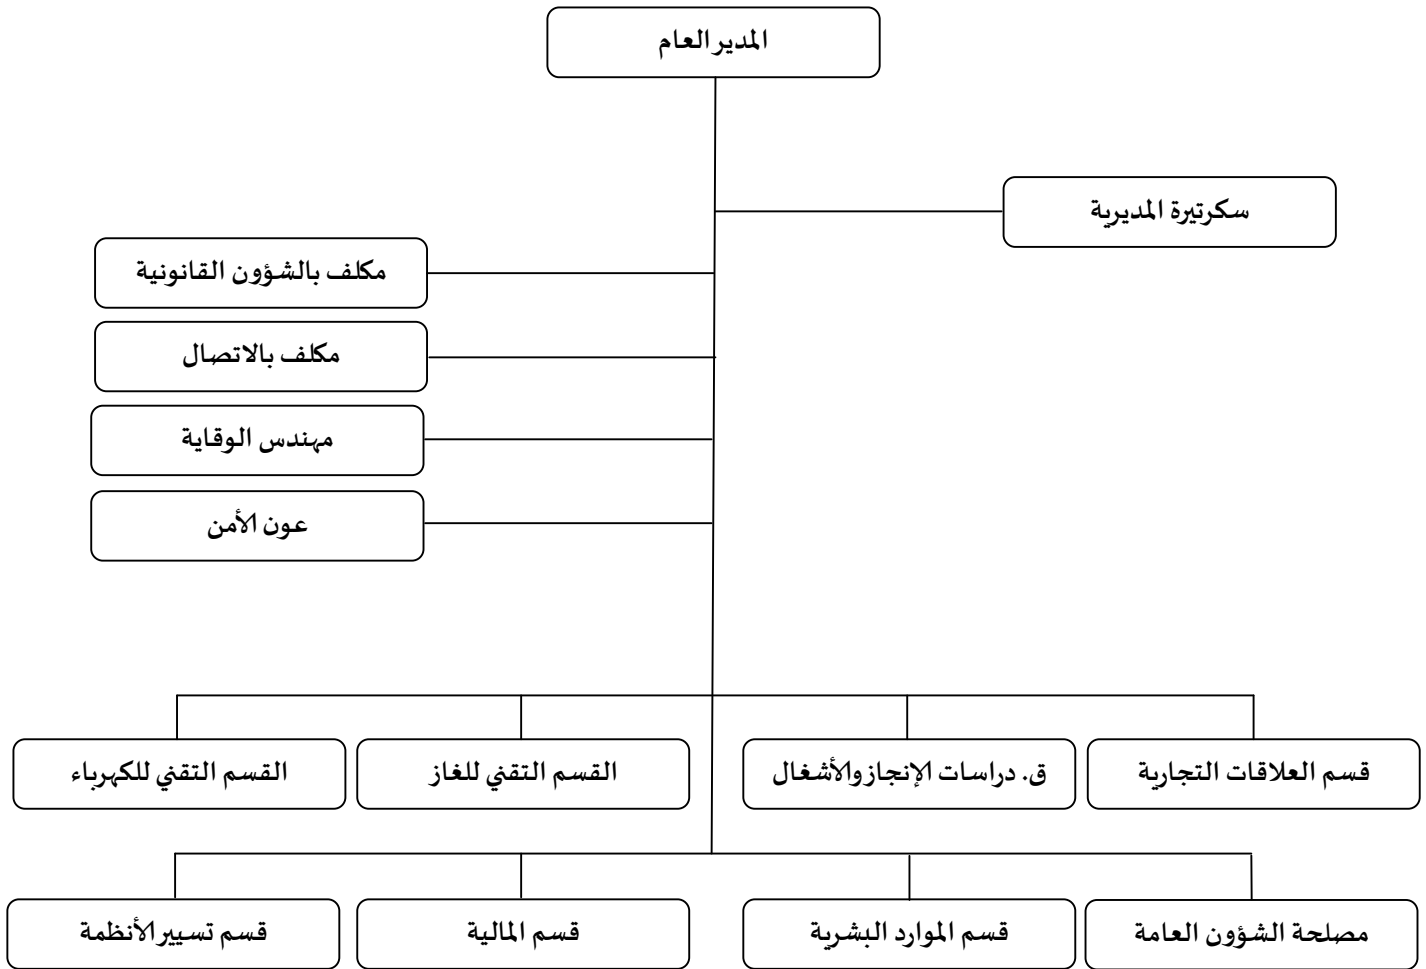 المدير العام
سكرتيرة المديرية
مكلف بالشؤون القانونية
مكلف بالاتصال
مهندس الوقاية
عون الأمن
قسم العلاقات التجارية
ق. دراسات الإنجاز والأشغال
القسم التقني للغاز
القسم التقني للكهرباء
مصلحة الشؤون العامة
قسم الموارد البشرية
قسم المالية
قسم تسيير الأنظمة